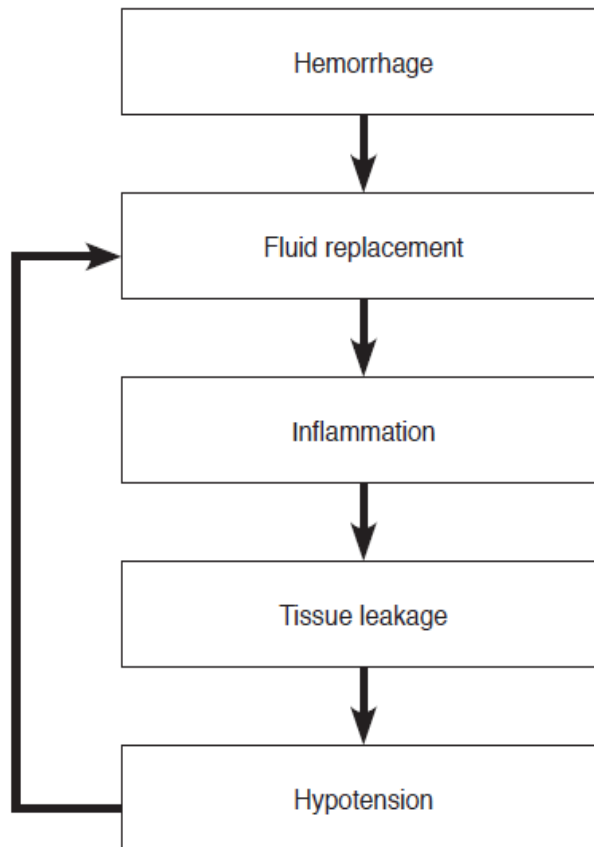 Hemorrhage
Fluid replacement
Inflammation
Tissue leakage
Hypotension